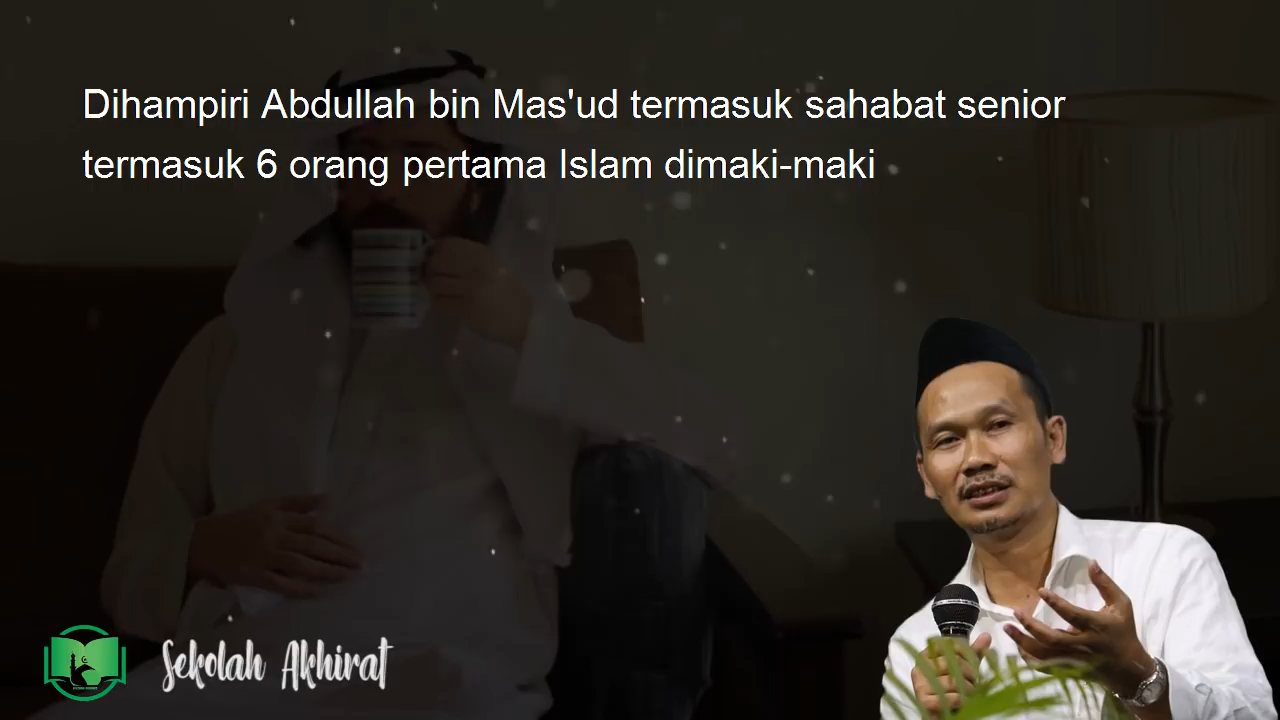 Dihampiri Abdullah bin Mas'ud termasuk sahabat senior
termasuk 6 orang pertama Islam dimaki-maki
Sekolah Akhirat